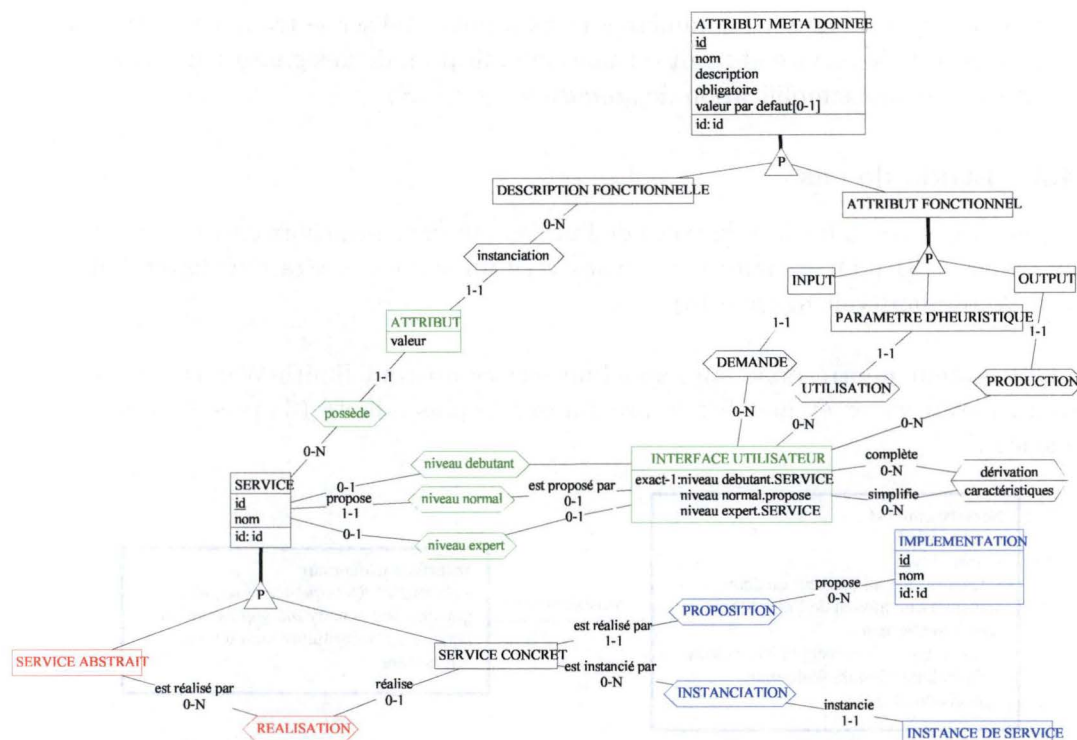 ATTRIBUT META DONNEE
id
nom
description
obligatoire
valeur par defaut[0-1]
id: id
P
DESCRIPTION FONCTIONNELLE
ATTRIBUT FONCTIONNEL
0-N
instanciation
P
INPUT
OUTPUT
1-1
ATTRIBUT
valeur
PARAMETRE D'HEURISTIQUE
1-1
1-1
1-1
1-1
DEMANDE
UTILISATION
PRODUCTION
possède
0-N
0-N
0-N
0-N
niveau debutant
INTERFACE UTILISATEUR
exact-1:niveau debutant.SERVICE
niveau normal.propose
niveau expert.SERVICE
complète
0-N
dérivation
caractéristiques
simplifie
0-N
SERVICE
id
nom
id: id
0-1
propose
1-1
niveau normal
est proposé par
0-1
0-1
0-1
niveau expert
IMPLEMENTATION
id
nom
id: id
P
propose
0-N
PROPOSITION
est réalisé par
1-1
SERVICE ABSTRAIT
SERVICE CONCRET
est instancié par
0-N
est réalisé par
0-N
réalise
0-1
INSTANCIATION
REALISATION
instancie
1-1
INSTANCE DE SERVICE